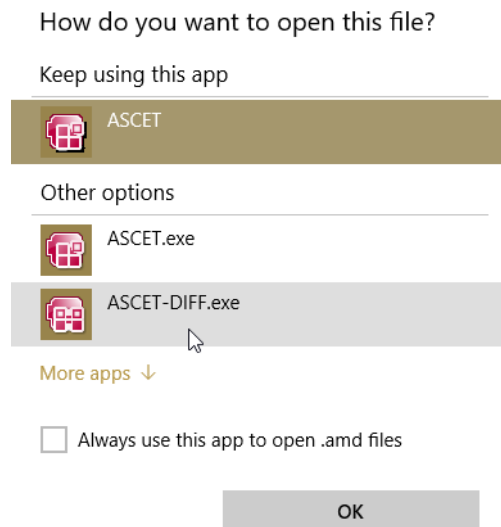 How do you want to open this file?
Keep using this app
ASCET
Other options
ASCET.exe
ASCET-DIFF.exe
More apps ↓
Always use this app to open .amd files
OK